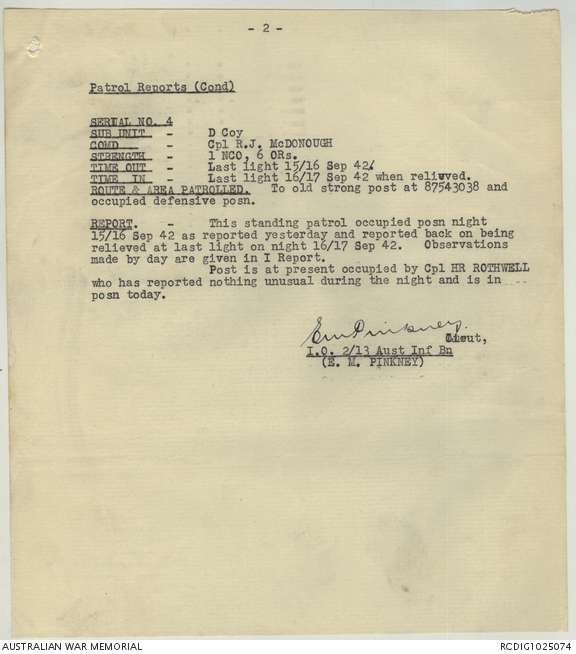 - 2 -
Patrol Reports (Cond)
SERIAL NO. 4
SUB UNIT - D Coy
COMD - Cpl R.J. McDONOUGH
STRENGTH - 1 NCO, 6 ORs.
TIME OUT - Last light 15/16 Sep 42.
TIME IN - Last light 16/17 Sep 42 when relieved.
ROUTE & AREA PATROLLED. To old strong post at 87543038 and
occupied defensive posn.
REPORT. - This standing patrol occupied posn night
15/16 Sep 42 as reported yesterday and reported back on being
relieved at last light on night 16/17 Sep 42. Observations
made by day are given in I Report.
Post is at present occupied by Cpl HR ROTHWELL
who has reported nothing unusual during the night and is in
posn today.
EM Pinkney.
Lieut,
I.O. 2/13 Aust Inf Bn
(E. M. PINKNEY)
AUSTRALIAN WAR MEMORIAL
RCDIG1025074